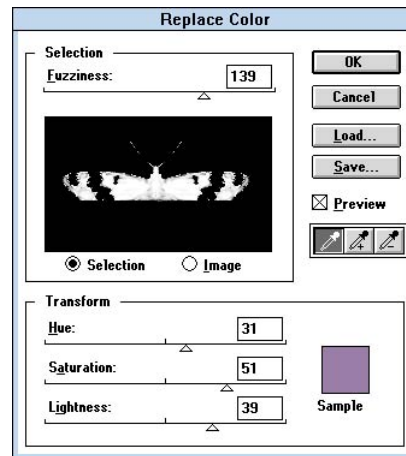 Replace Color
Selection
Fuzziness: 139
Selection Image
OK
Cancel
Load...
Save...
Preview
Transform
Hue: 31
Saturation: 51
Lightness: 39
Sample